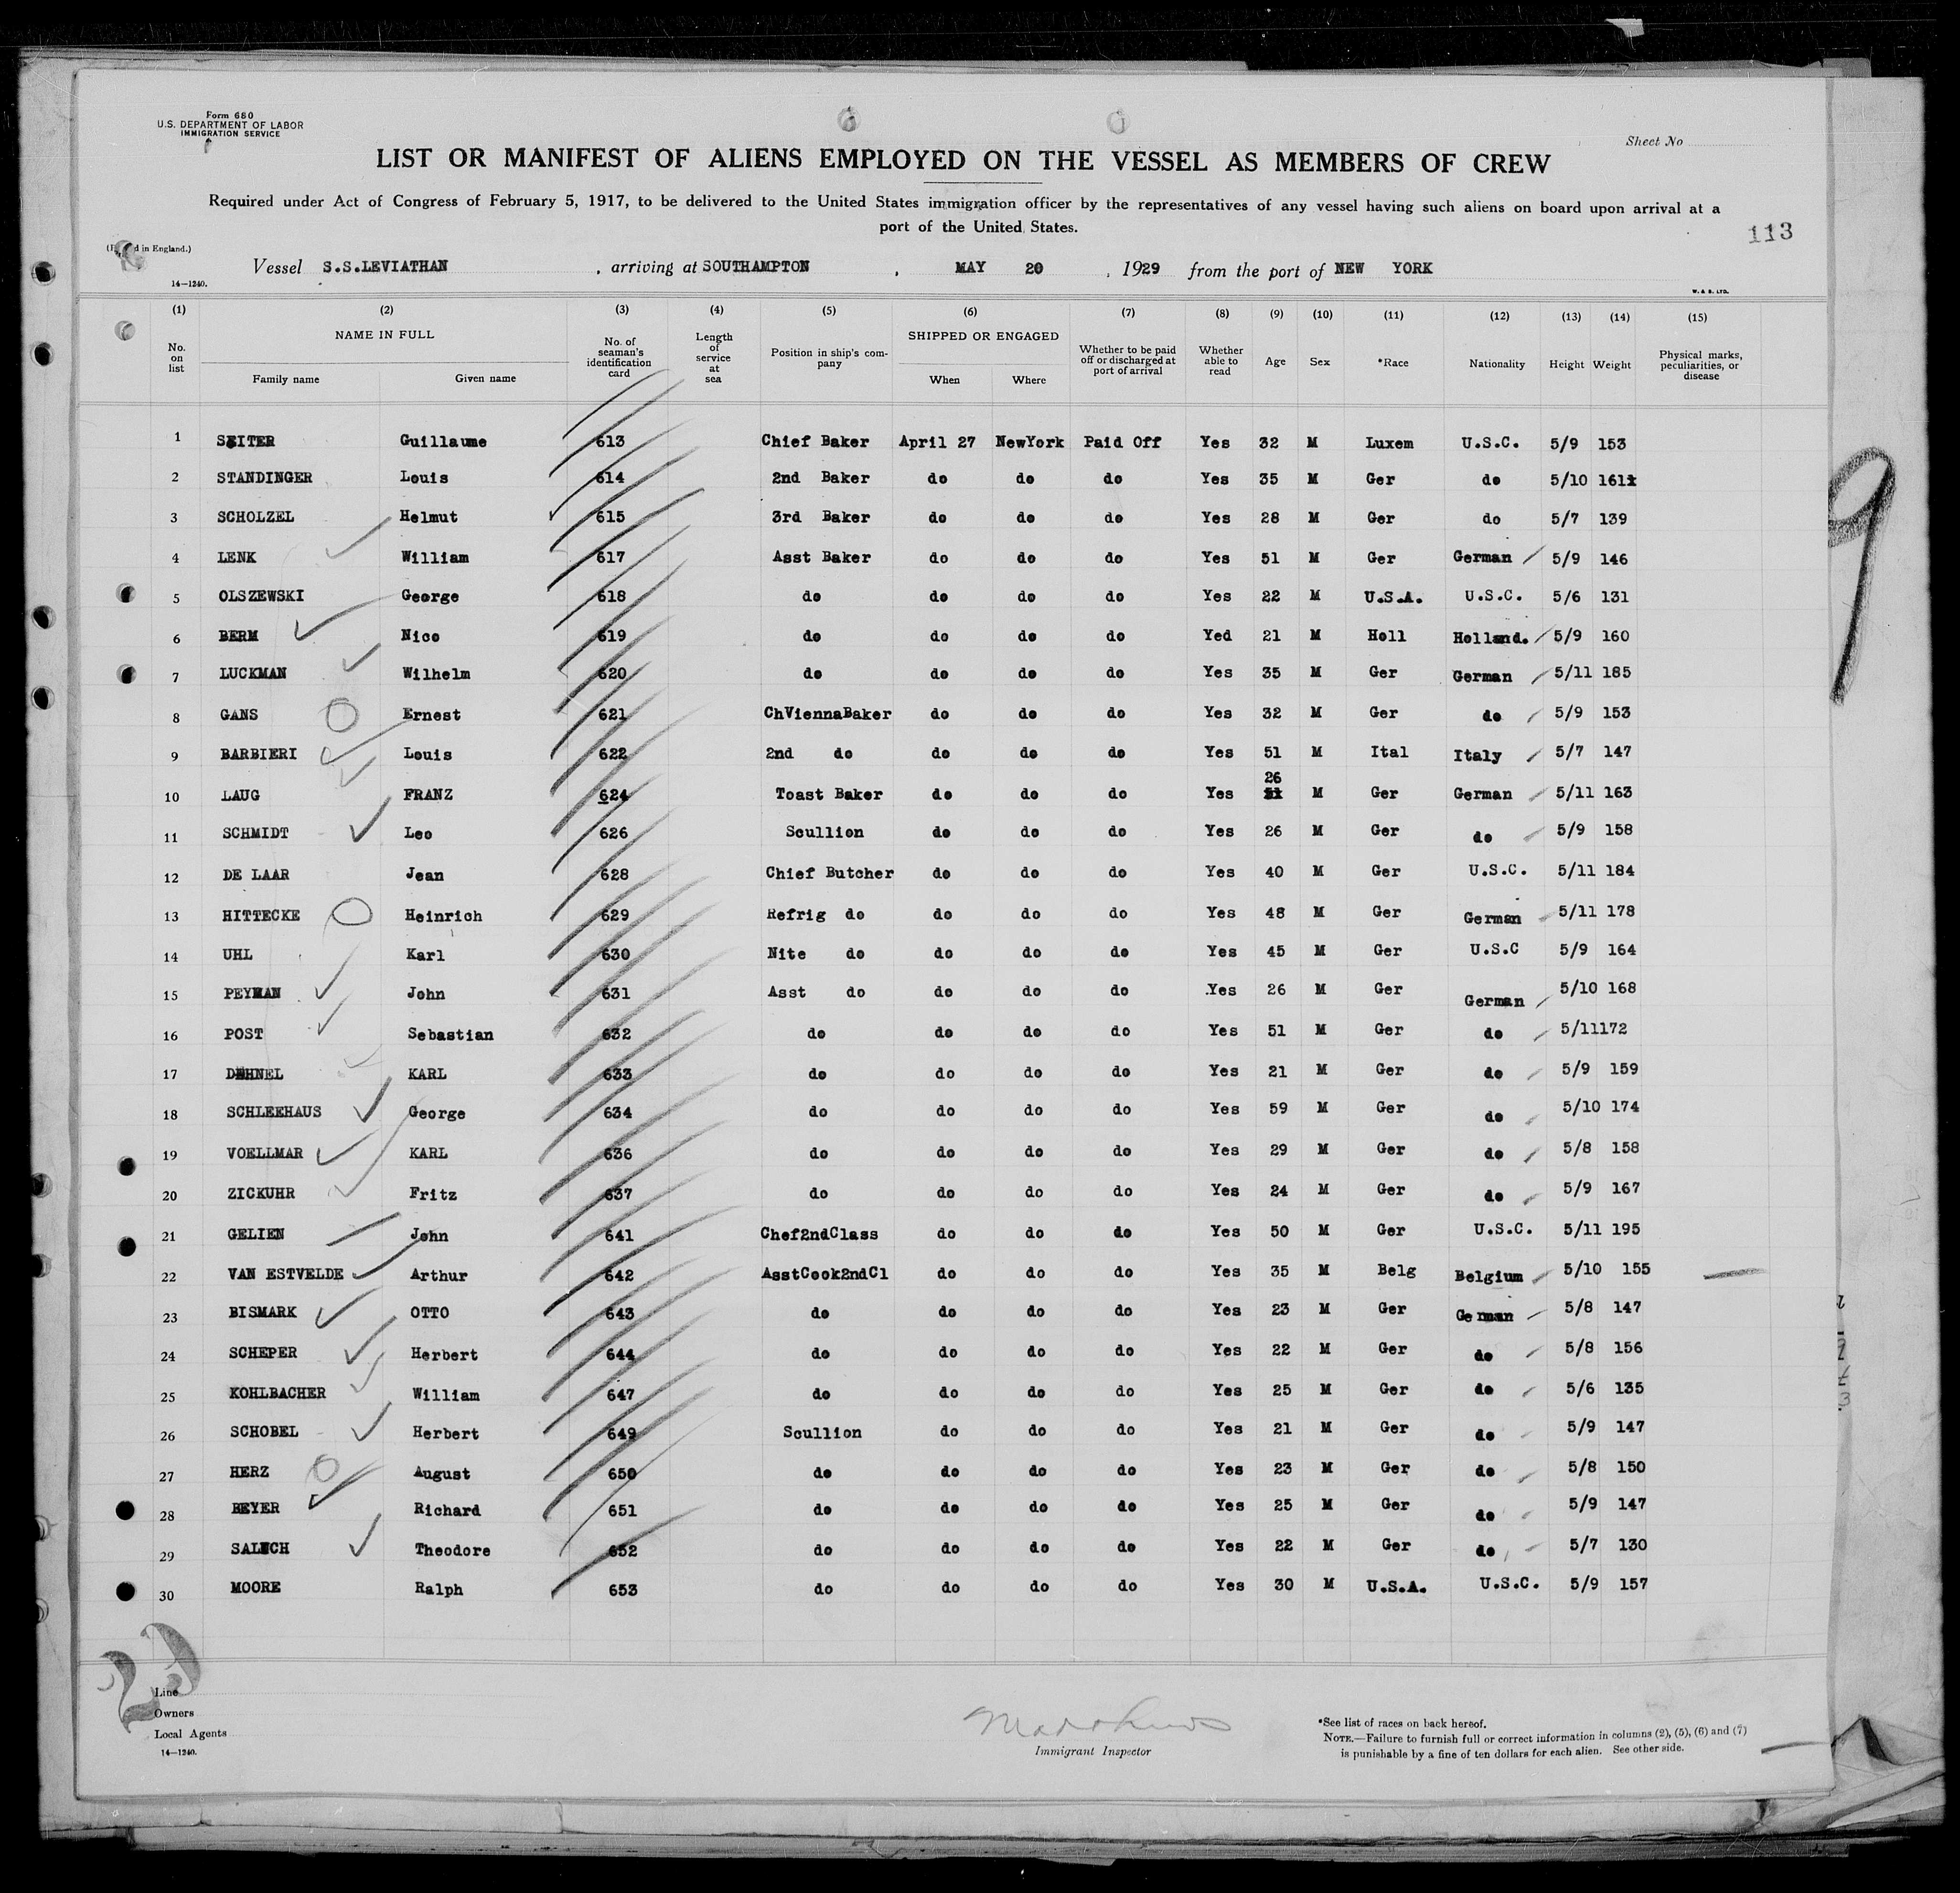 Form 680
U.S. DEPARTMENT OF LABOR
IMMIGRATION SERVICE
Sheet No
LIST OR MANIFEST OF ALIENS EMPLOYED ON THE VESSEL AS MEMBERS OF CREW
Required under Act of Congress of February 5, 1917, to be delivered to the United States immigration officer by the representatives of any vessel having such aliens on board upon arrival at a
port of the United States.
113
in England.)
Vessel S.S.LEVIATHAN , arriving at SOUTHAMPTON , MAY 20 , 1929 from the port of NEW YORK
14—1240.
W. & S. LTD.
(1) (2) (3) (4) (5) (6) (7) (8) (9) (10) (11) (12) (13) (14) (15)
No. on list NAME IN FULL Family name Given name No. of seaman's identification card Length of service at sea Position in ship's company SHIPPED OR ENGAGED When Where Whether to be paid off or discharged at port of arrival Whether able to read Age Sex *Race Nationality Height Weight Physical marks, peculiarities, or disease
1 SEITER Guillaume 613 Chief Baker April 27 NewYork Paid Off Yes 32 M Luxem U.S.C. 5/9 153
2 STANDINGER Louis 614 2nd Baker do do do Yes 35 M Ger do 5/10 161
3 SCHOLZEL Helmut 615 3rd Baker do do do Yes 28 M Ger do 5/7 139
4 LENK William 617 Asst Baker do do do Yes 51 M Ger German 5/9 146
5 OLSZEWSKI George 618 do do do do Yes 22 M U.S.A. U.S.C. 5/6 131
6 BERM Nico 619 do do do do Yed 21 M Holl Holland. 5/9 160
7 LUCKMAN Wilhelm 620 do do do do Yes 35 M Ger German 5/11 185
8 GANS Ernest 621 ChViennaBaker do do do Yes 32 M Ger do 5/9 153
9 BARBIERI Louis 622 2nd do do do do Yes 51 M Ital Italy 5/7 147
26
10 LAUG FRANZ 624 Toast Baker do do do Yes M Ger German 5/11 163
11 SCHMIDT Leo 626 Scullion do do do Yes 26 M Ger do 5/9 158
12 DE LAAR Jean 628 Chief Butcher do do do Yes 40 M Ger U.S.C. 5/11 184
13 HITTECKE Heinrich 629 Refrig do do do do Yes 48 M Ger German 5/11 178
14 UHL Karl 630 Nite do do do do Yes 45 M Ger U.S.C 5/9 164
15 PEYMAN John 631 Asst do do do do Yes 26 M Ger German 5/10 168
16 POST Sebastian 632 do do do do Yes 51 M Ger do 5/11172
17 DEHNEL KARL 633 do do do do Yes 21 M Ger do 5/9 159
18 SCHLEEHAUS George 634 do do do do Yes 59 M Ger do 5/10 174
19 VOELLMAR KARL 636 do do do do Yes 29 M Ger do 5/8 158
20 ZICKUHR Fritz 637 do do do do Yes 24 M Ger do 5/9 167
21 GELIEN John 641 Chef2ndClass do do do Yes 50 M Ger U.S.C. 5/11 195
22 VAN ESTVELDE Arthur 642 AsstCook2ndCl do do do Yes 35 M Belg Belgium 5/10 155
23 BISMARK OTTO 643 do do do do Yes 23 M Ger German 5/8 147
24 SCHEPER Herbert 644 do do do do Yes 22 M Ger do 5/8 156
25 KOHLBACHER William 647 do do do do Yes 25 M Ger do 5/6 135
26 SCHOBEL Herbert 649 Scullion do do do Yes 21 M Ger do 5/9 147
27 HERZ August 650 do do do do Yes 23 M Ger do 5/8 150
28 BEYER Richard 651 do do do do Yes 25 M Ger do 5/9 147
29 Theodore 652 do do do do Yes 22 M Ger do 5/7 130
30 MOORE Ralph 653 do do do do Yes 30 M U.S.A. U.S.C. 5/9 157
Line
Owners
Local Agents
14—1240.
Immigrant Inspector
*See list of races on back hereof.
NOTE.—Failure to furnish full or correct information in columns (2), (5), (6) and (7)
is punishable by a fine of ten dollars for each alien. See other side.
9